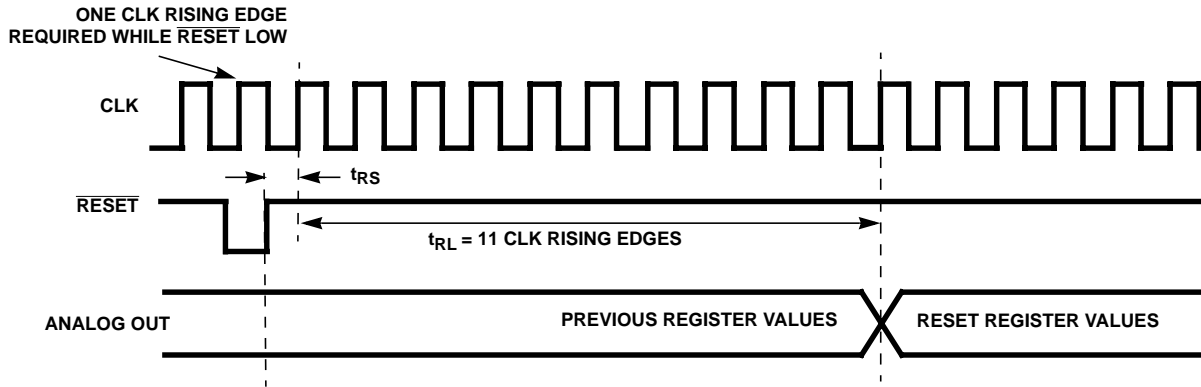 ONE CLK RISING EDGE
REQUIRED WHILE RESET LOW
CLK
tRS
RESET
tRL = 11 CLK RISING EDGES
ANALOG OUT
PREVIOUS REGISTER VALUES
RESET REGISTER VALUES